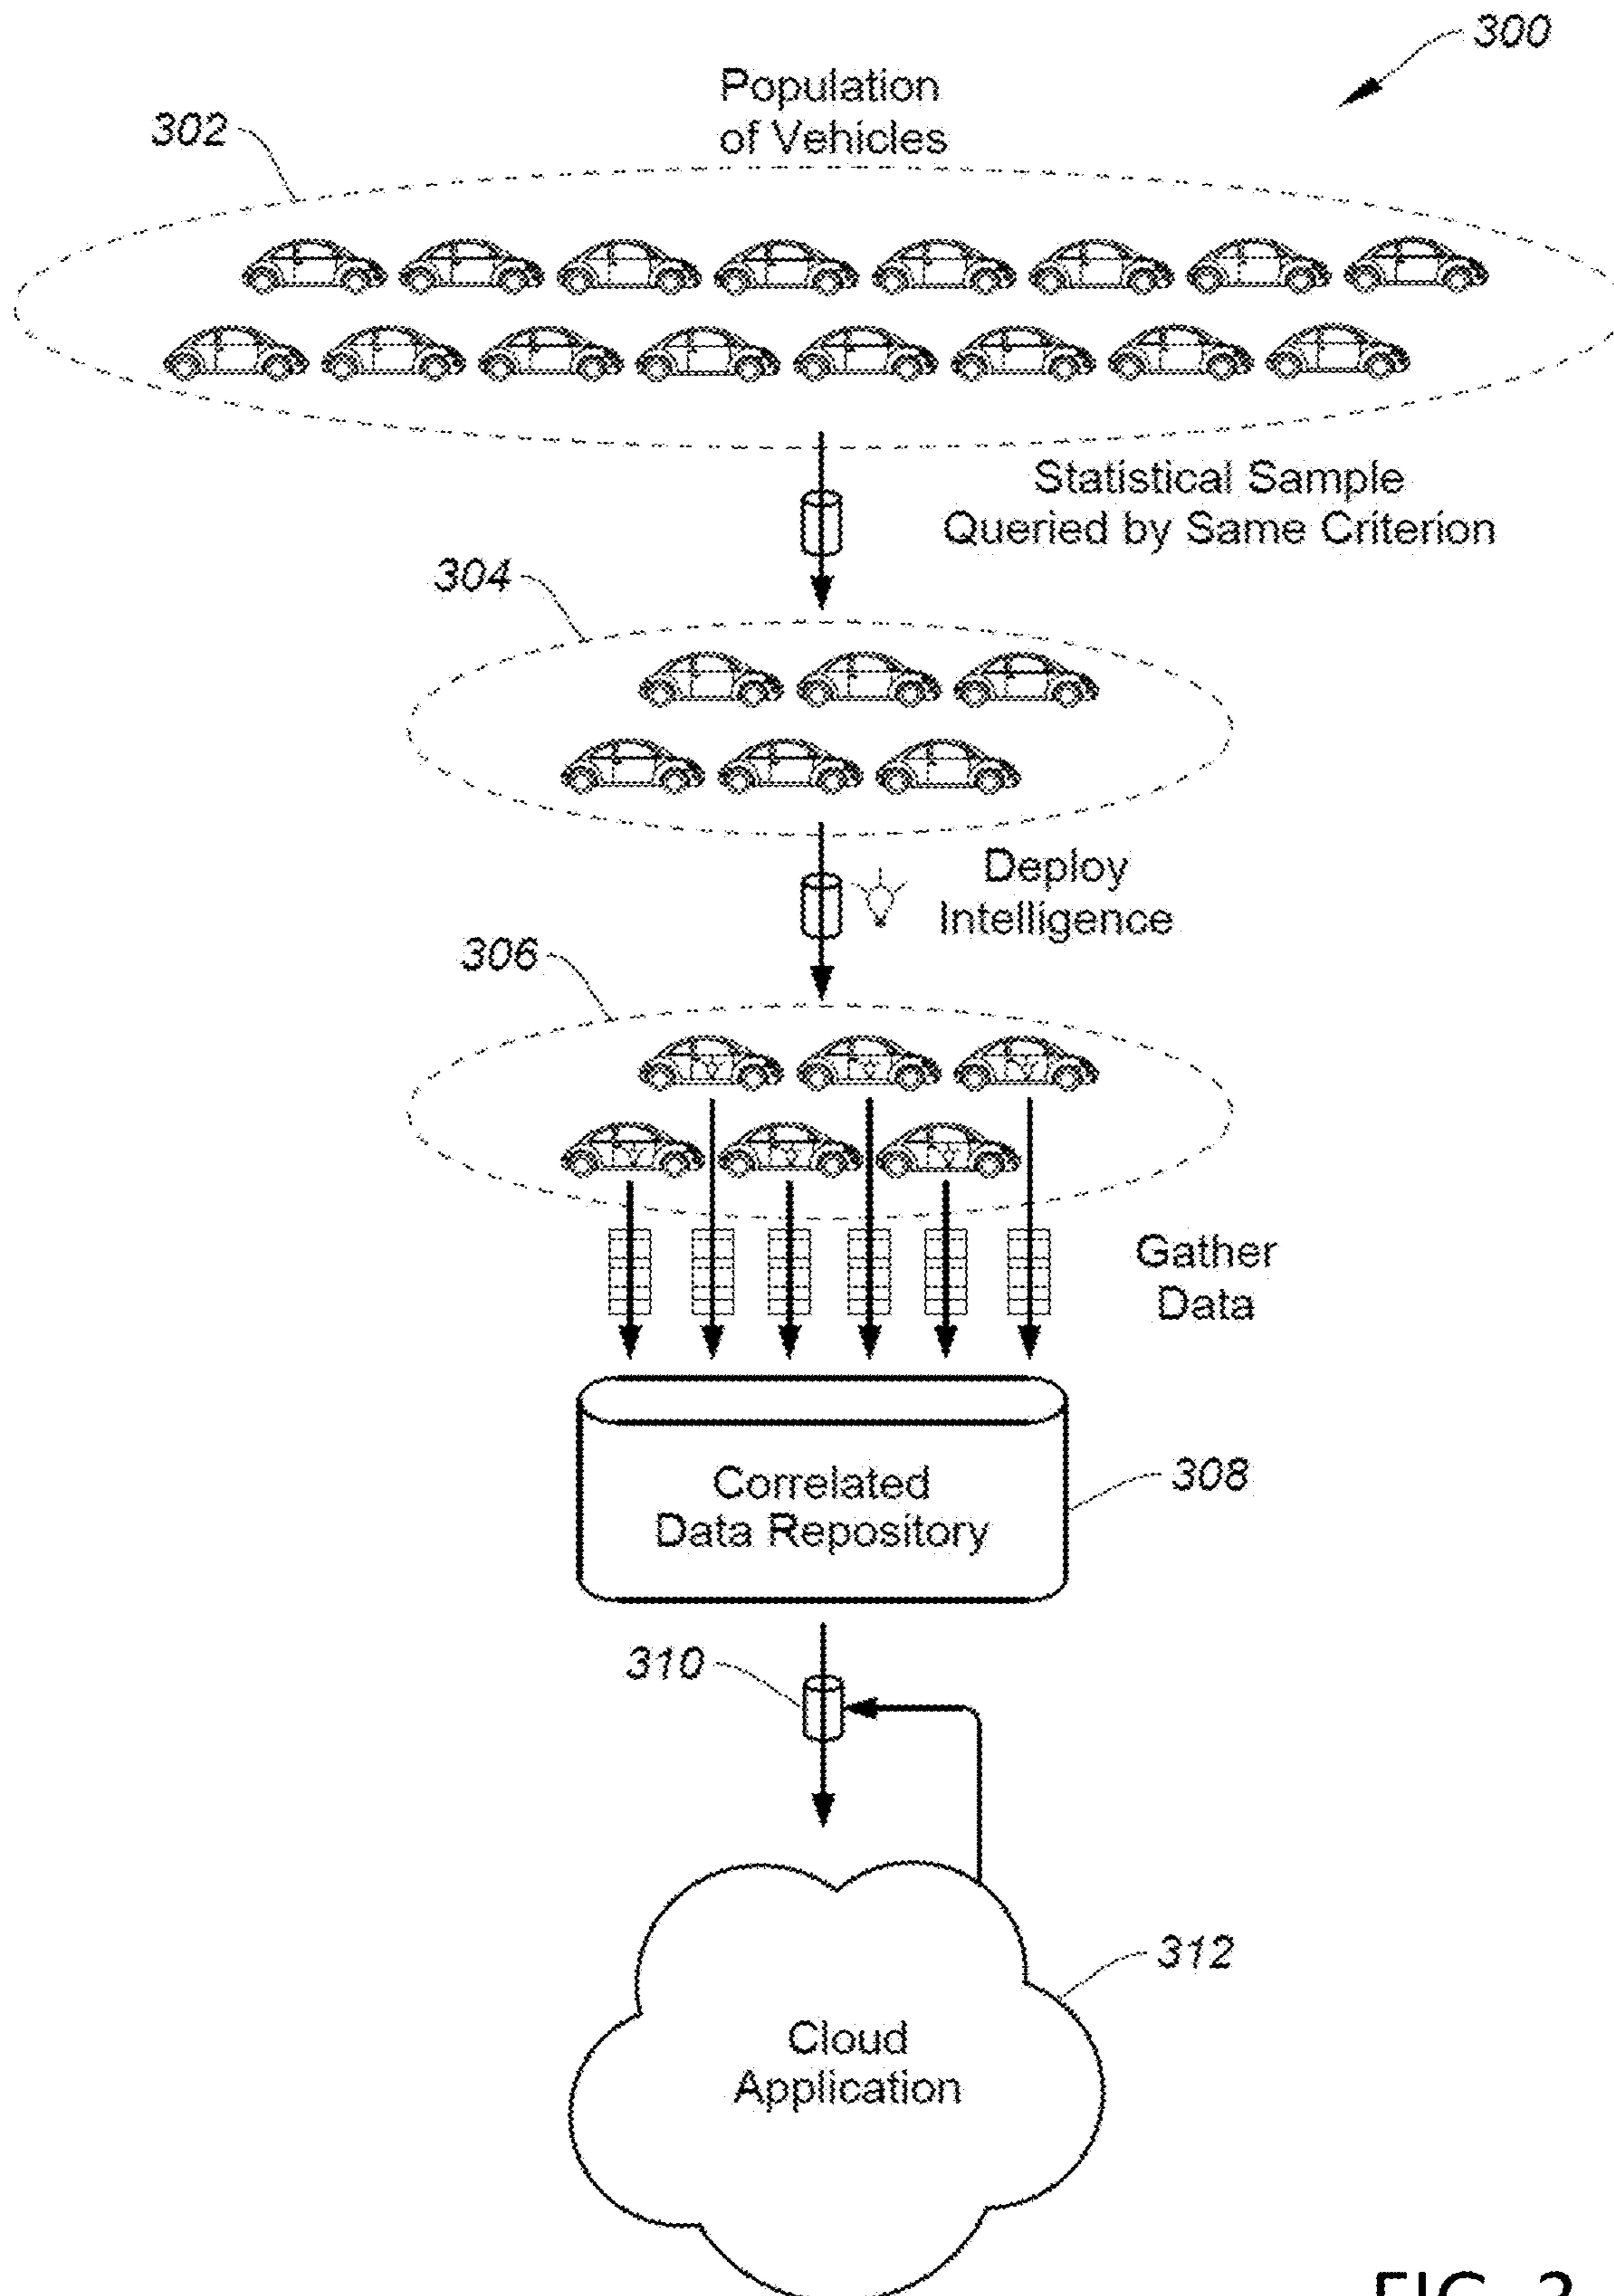 300
Population
of Vehicles
302
Statistical Sample
Queried by Same Criterion
304
Deploy
Intelligence
306
Gather
Data
Correlated
Data Repository
308
310
312
Cloud
Application